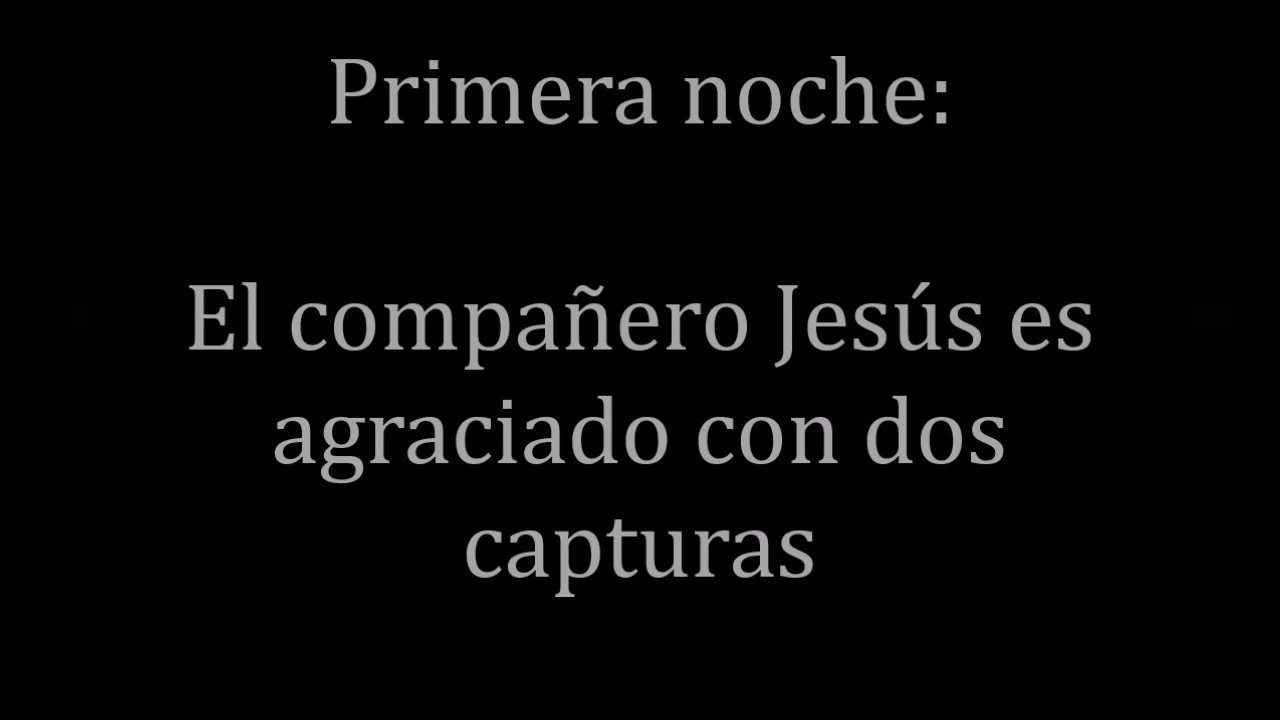 Primera noche:
El compañero Jesús es
agraciado con dos
capturas